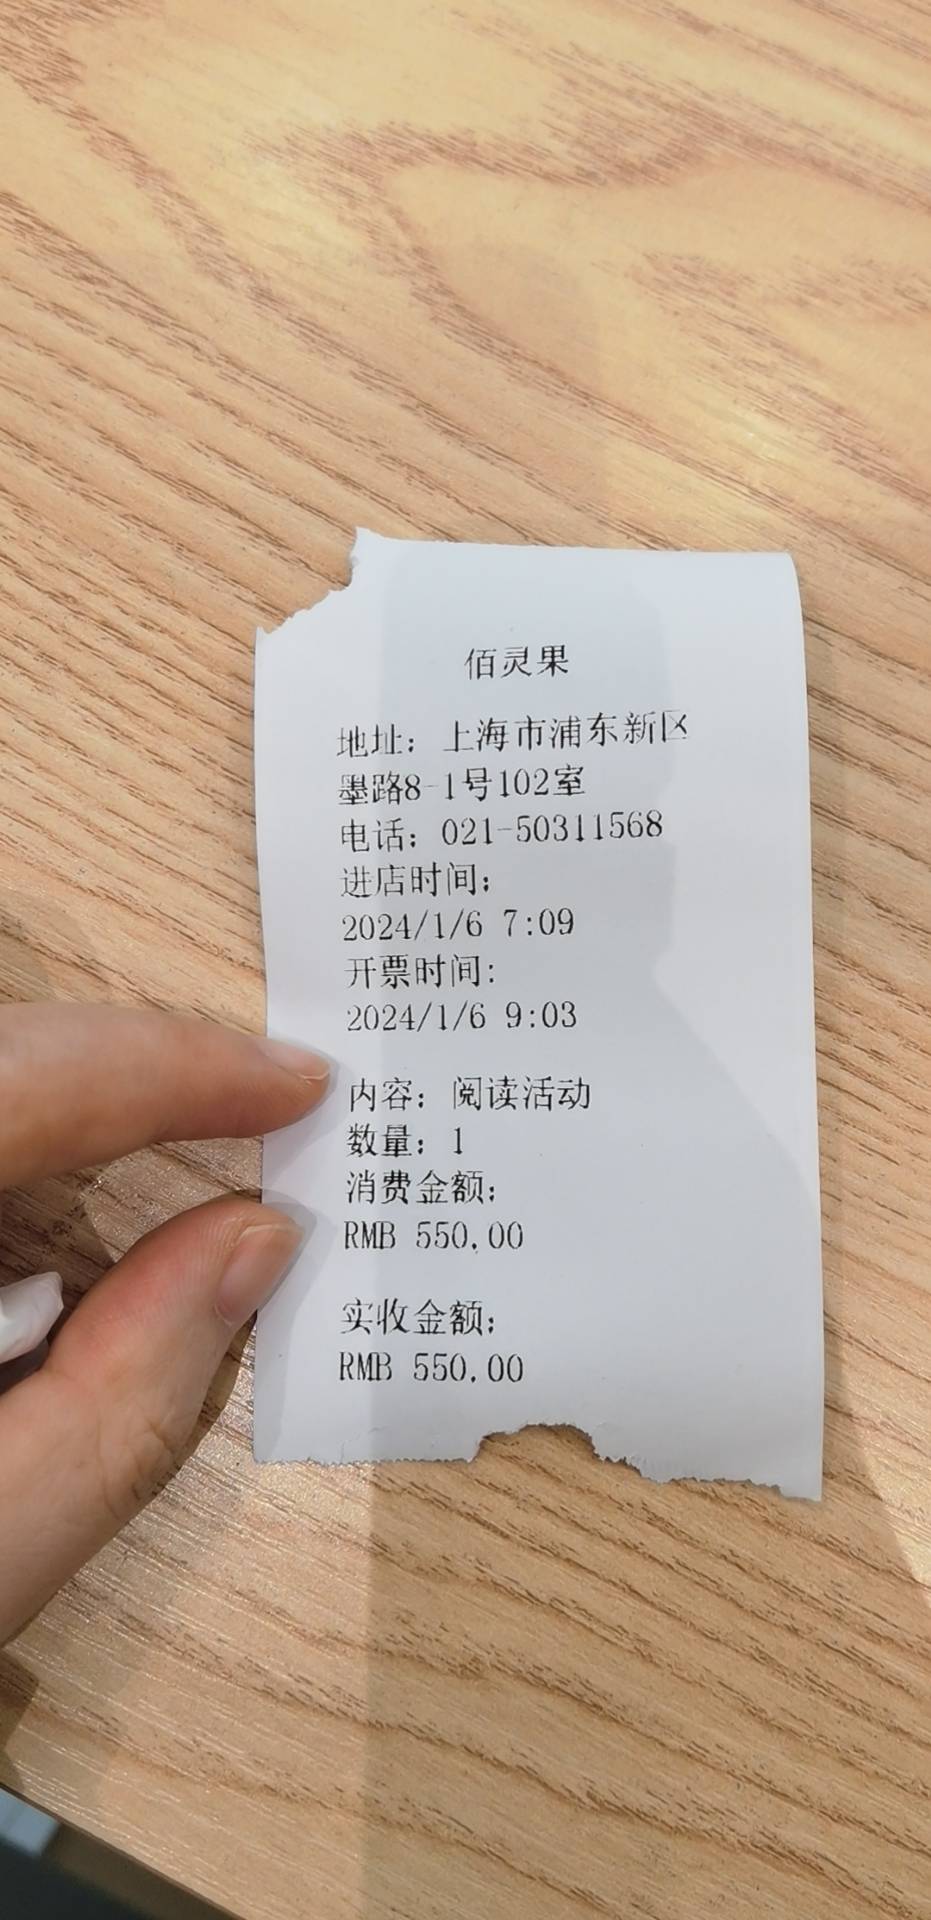 佰灵果
地址：上海市浦东新区
墨路8-1号102室
电话：021-50311568
进店时间：
2024/1/6 7:09
开票时间：
2024/1/6 9:03
内容：阅读活动
数量：1
消费金额：
RMB 550.00
实收金额：
RMB 550.00